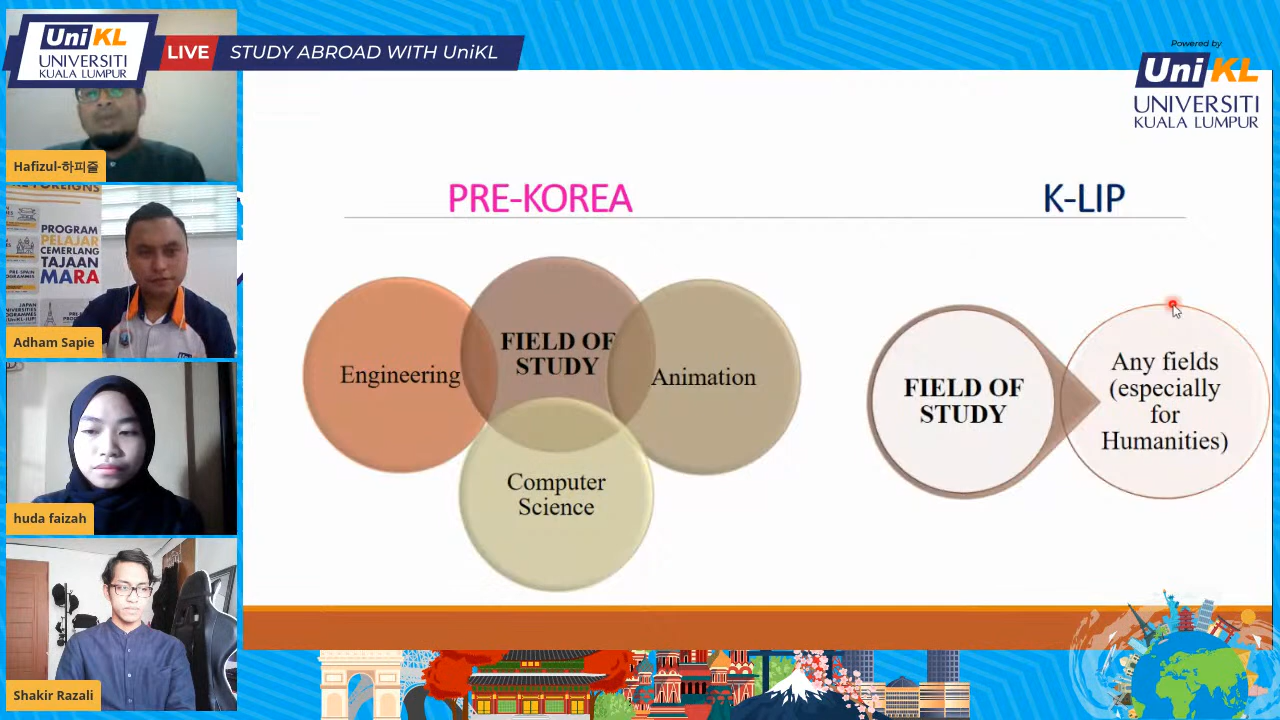 UniKL
UNIVERSITI
KUALA LUMPUR
LIVE
STUDY ABROAD WITH UniKL
Powered by
UniKL
UNIVERSITI
KUALA LUMPUR
Hafizul-하피줄
PROGRAM
PELAJAR
CEMERLANG
TAJAAN
MARA
Adham Sapie
huda faizah
Shakir Razali
PRE-KOREA
Engineering
FIELD OF
STUDY
Animation
Computer
Science
K-LIP
FIELD OF
STUDY
Any fields
(especially
for
Humanities)